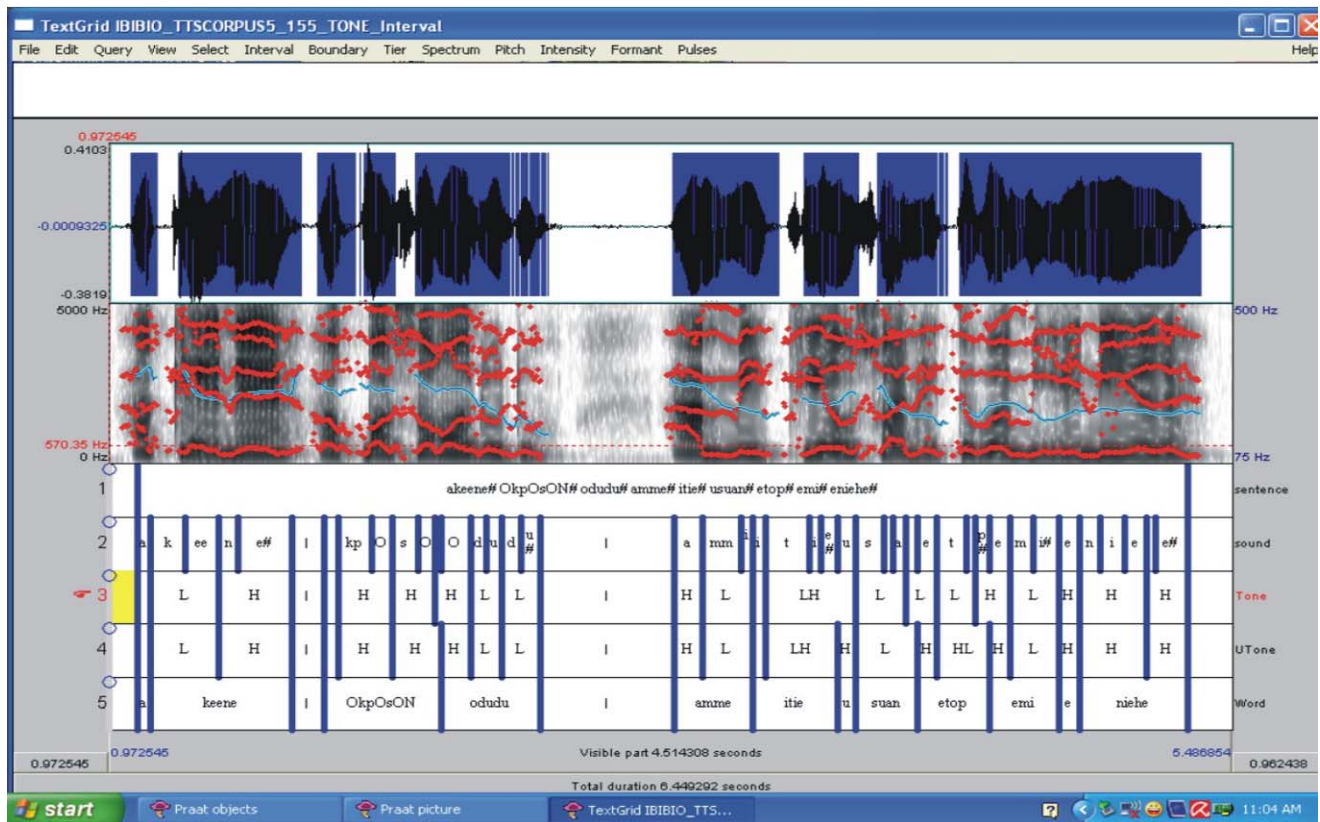 TextGrid IBIBIO_TTSCORPUS5_155_TONE_Interval
File Edit Query View Select Interval Boundary Tier Spectrum Pitch Intensity Formant Pulses Help
0.972545
0.4103
-0.0009325
-0.3819
5000 Hz 500 Hz
570.35 Hz
0 Hz 75 Hz
1 akeene# OkpOsON# odudu# amme# itie# usuan# etop# emi# eniehe# sentence
2 a k ee n e# | kp O s O O d u d u# | a mm i i t i e# u s a e t p# e m i# e n i e e# sound
3 L H | H H H L L | H L LH L L L H L H H H Tone
4 L H | H H H L L | H L LH H L H HL H L H H H UTone
5 a keene | OkpOsON odudu | amme itie u suan etop emi e niehe Word
0.972545 Visible part 4.514308 seconds 5.486854
0.972545 0.962438
Total duration 6.449292 seconds
start Praat objects Praat picture TextGrid IBIBIO_TTS... 11:04 AM